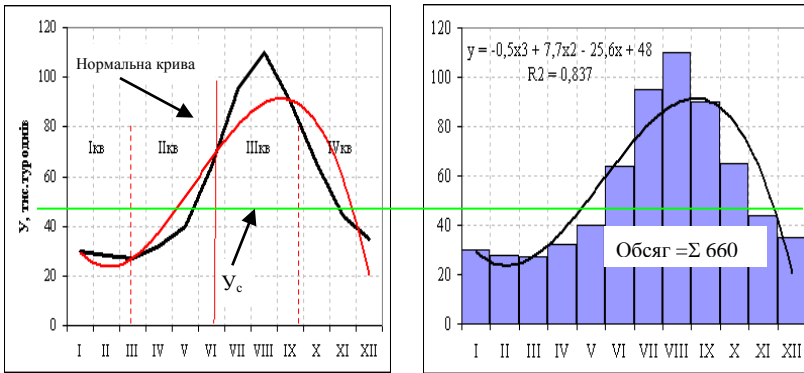 120
100
80
60
40
20
0
У, тис.туроднів
Нормальна крива
Iкв
IIкв
IIIкв
IVкв
Ус
I II III IV V VI VII VIII IX X XI XII
120
100
80
60
40
20
0
y = -0,5x3 + 7,7x2 - 25,6x + 48
R2 = 0,837
Обсяг =Σ 660
I II III IV V VI VII VIII IX X XI XII